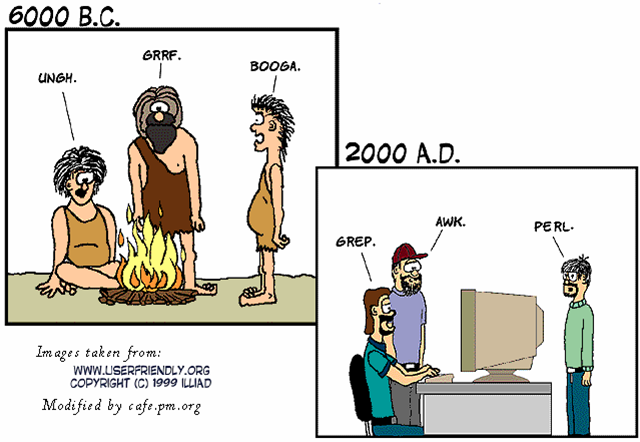 6000 B.C.
UNGH.
GRRF.
BOOGA.
2000 A.D.
GREP.
AWK.
PERL.
Images taken from:
WWW.USERFRIENDLY.ORG
COPYRIGHT (C) 1999 ILLIAD
Modified by cafe.pm.org